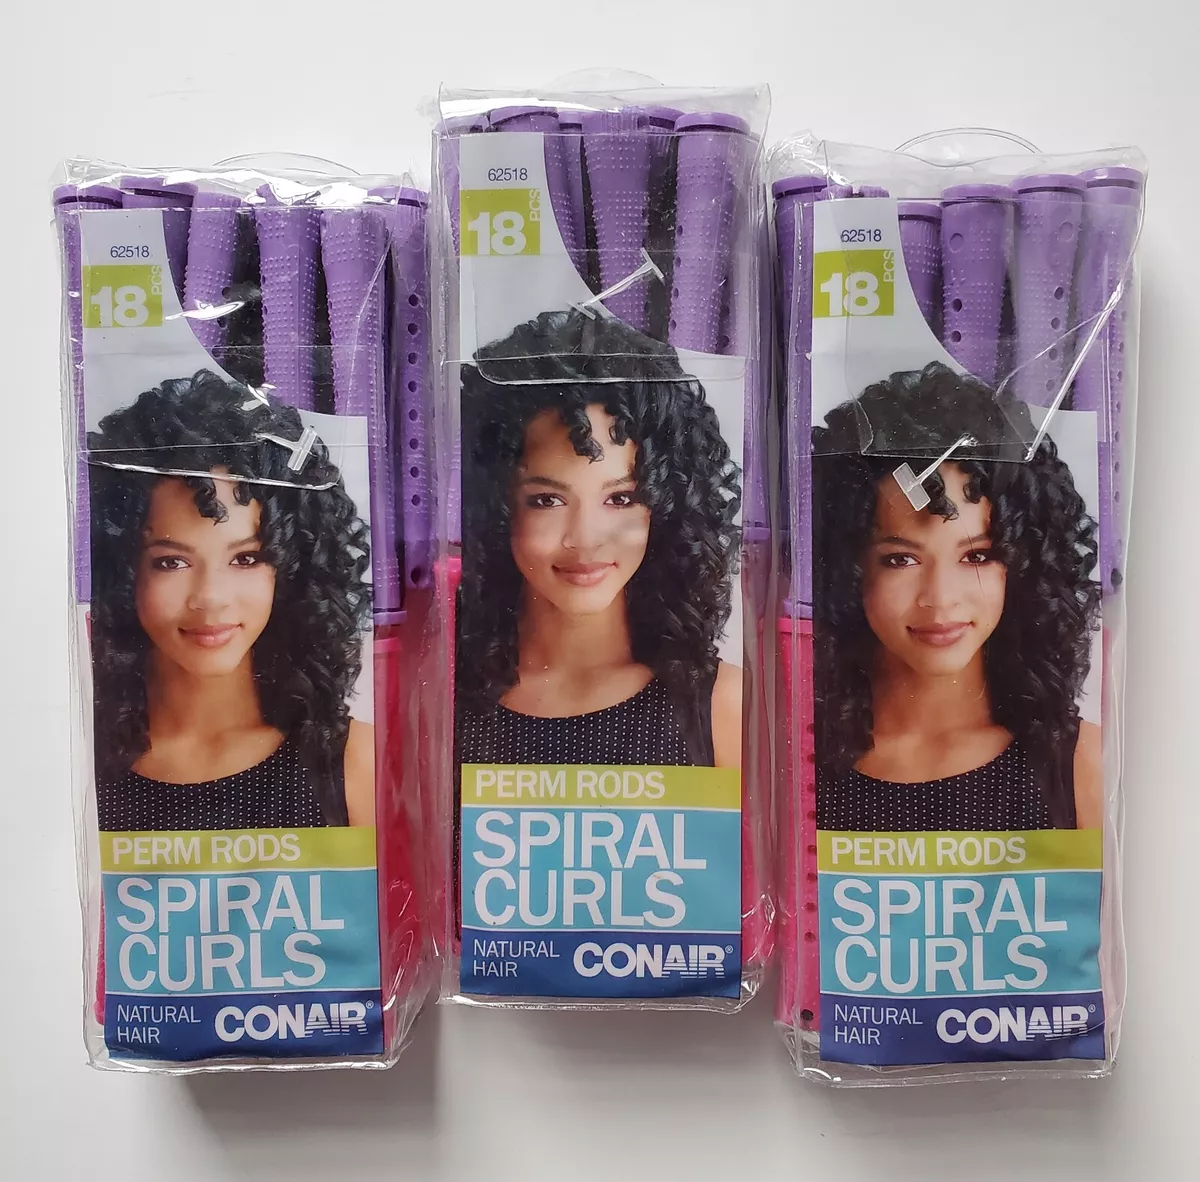 62518
18 PCS
PERM RODS
SPIRAL
CURLS
NATURAL
HAIR
CONAIR®
62518
18 PCS
PERM RODS
SPIRAL
CURLS
NATURAL
HAIR
CONAIR®
62518
18 PCS
PERM RODS
SPIRAL
CURLS
NATURAL
HAIR
CONAIR®